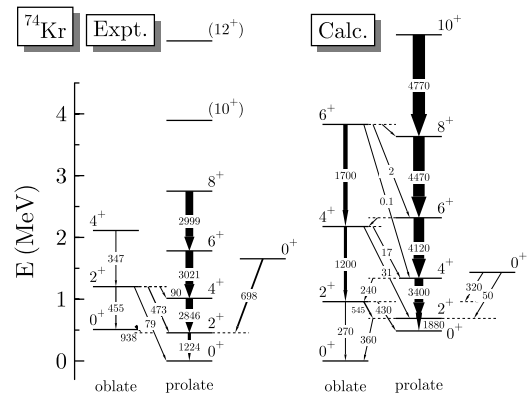 ⁷⁴Kr Expt. Calc.
(12⁺) 10⁺
4770
4 (10⁺) 6⁺ 8⁺
1700 2 4470
3 8⁺ 0.1
2999 6⁺
4⁺ 6⁺ 4⁺ 17 4120
E (MeV)
2 347 3021 0⁺ 1200 31 4⁺ 0⁺
2⁺ 90 4⁺ 2⁺ 240 3400 320
1 455 473 2846 698 545 430 2⁺ 50
0⁺ 79 2⁺ 270 360 1880 0⁺
938 1224
0 0⁺ 0⁺
oblate prolate oblate prolate